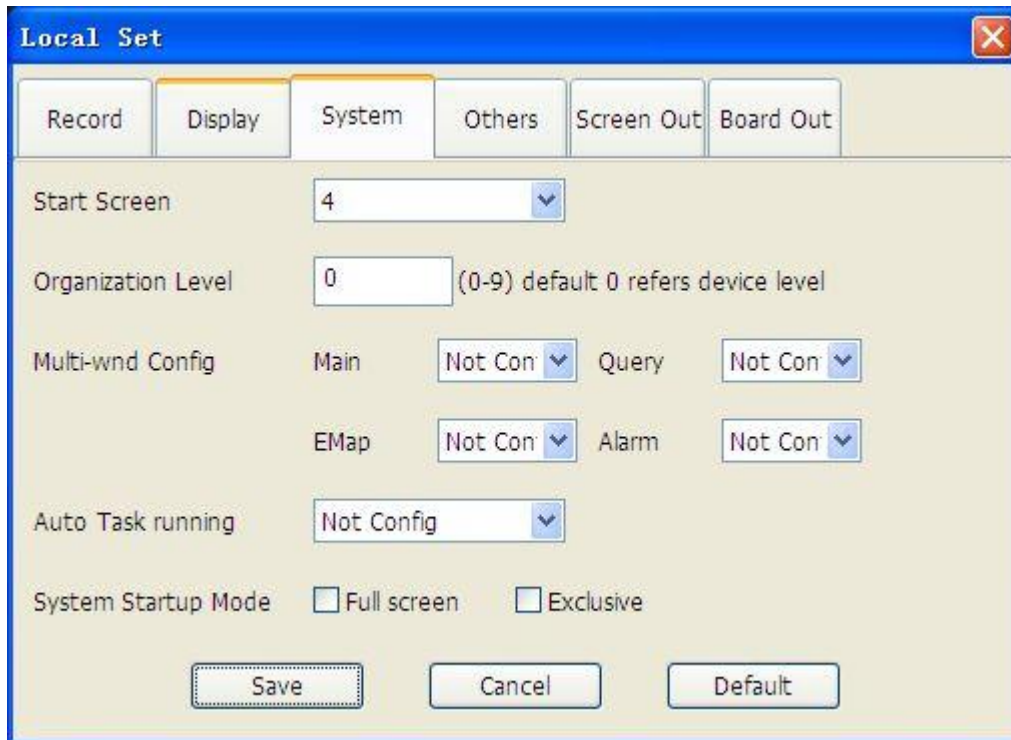 Local Set
Record Display System Others Screen Out Board Out
Start Screen 4
Organization Level 0 (0-9) default 0 refers device level
Multi-wnd Config Main Not Con Query Not Con
EMap Not Con Alarm Not Con
Auto Task running Not Config
System Startup Mode Full screen Exclusive
Save Cancel Default